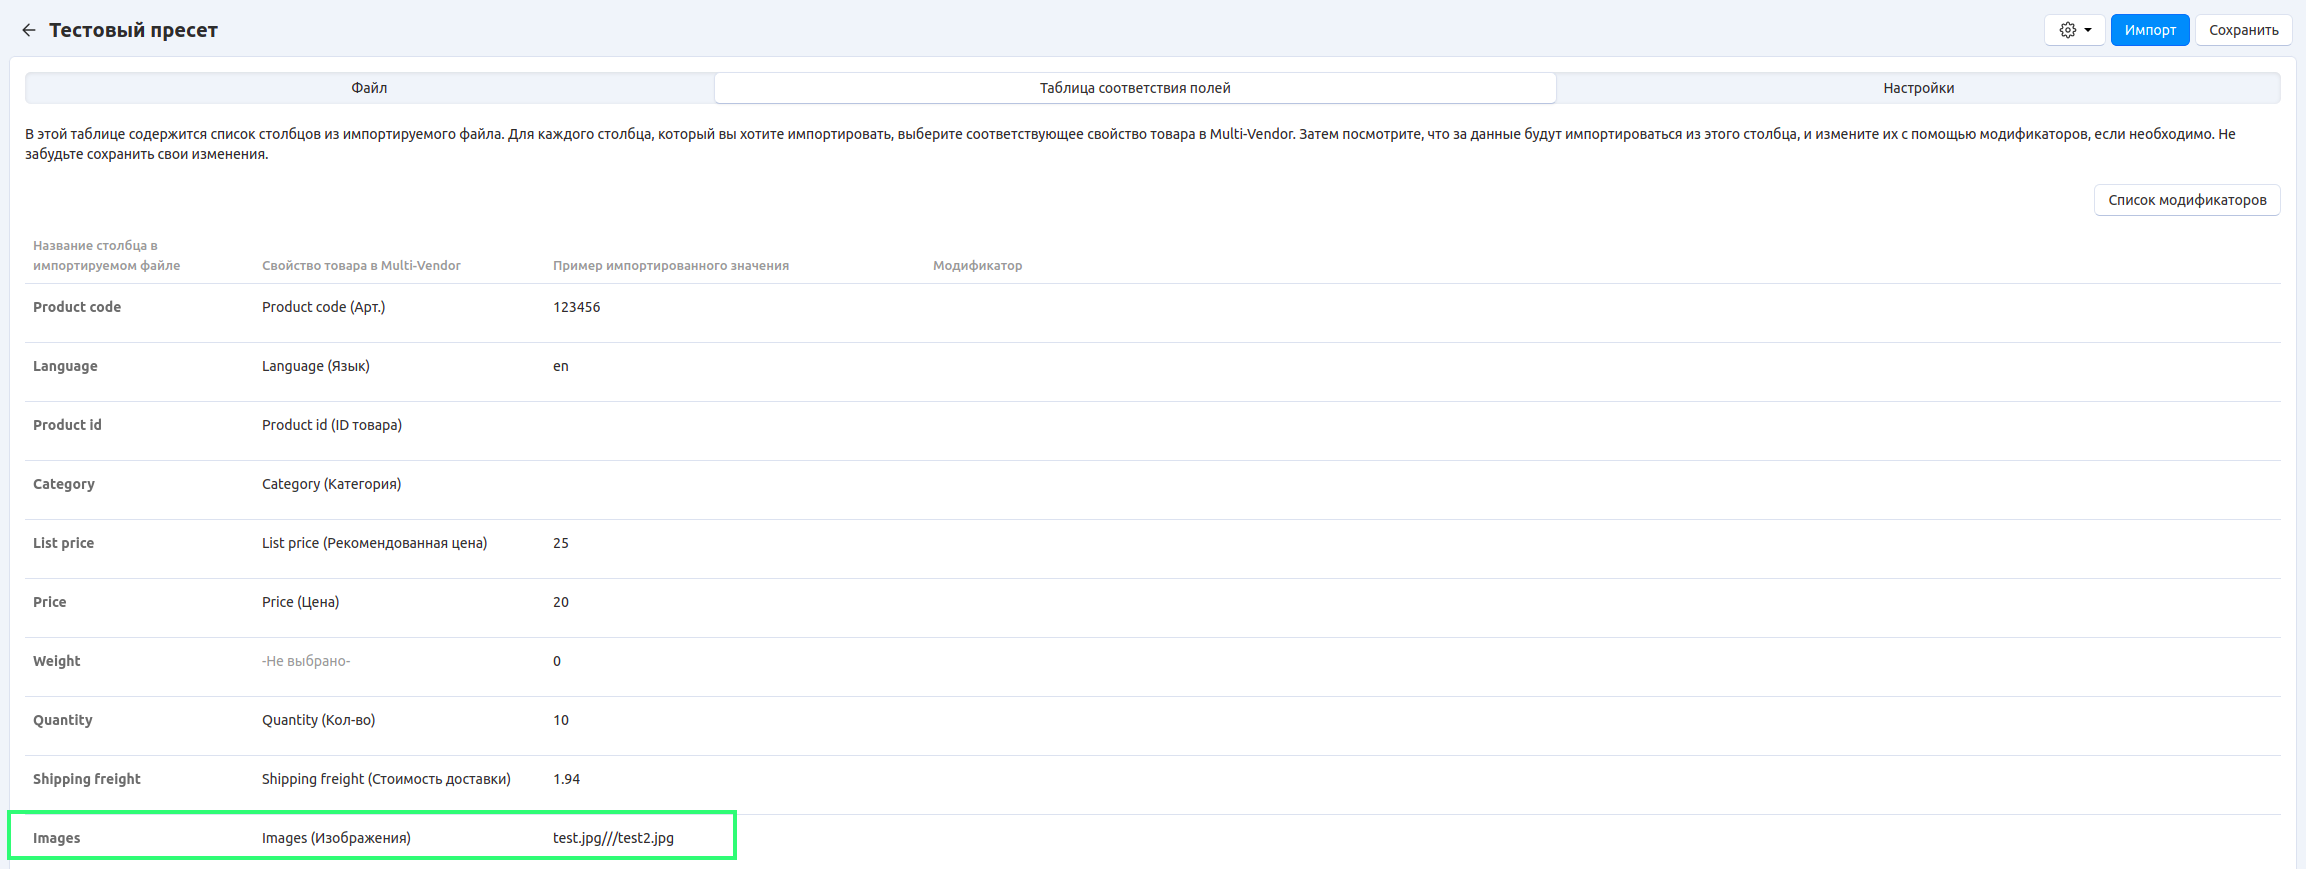 Тестовый пресет
Импорт
Сохранить
Файл
Таблица соответствия полей
Настройки
В этой таблице содержится список столбцов из импортируемого файла. Для каждого столбца, который вы хотите импортировать, выберите соответствующее свойство товара в Multi-Vendor. Затем посмотрите, что за данные будут импортироваться из этого столбца, и измените их с помощью модификаторов, если необходимо. Не
забудьте сохранить свои изменения.
Список модификаторов
Название столбца в
импортируемом файле Свойство товара в Multi-Vendor Пример импортированного значения Модификатор
Product code Product code (Арт.) 123456
Language Language (Язык) en
Product id Product id (ID товара)
Category Category (Категория)
List price List price (Рекомендованная цена) 25
Price Price (Цена) 20
Weight -Не выбрано- 0
Quantity Quantity (Кол-во) 10
Shipping freight Shipping freight (Стоимость доставки) 1.94
Images Images (Изображения) test.jpg///test2.jpg